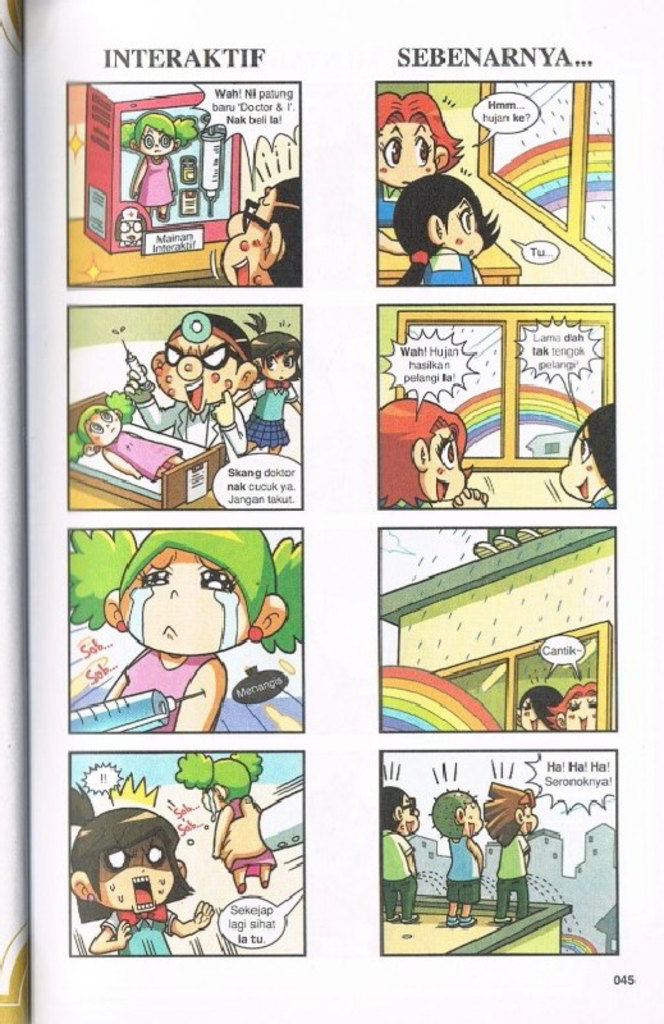 INTERAKTIF
Wah! Ni patung
baru 'Doctor & I'.
Nak beli la!
Mainan
Interaktif
Skang doktor
nak cucuk ya.
Jangan takut.
Sob...
Sob...
Menangis
!!
Sob..
Sob..
Sekejap
lagi sihat
la tu.
SEBENARNYA...
Hmm...
hujan ke?
Tu...
Wah! Hujan
hasilkan
pelangi la!
Lama dlah
tak tengok
pelangi!
Cantik~
Ha! Ha! Ha!
Seronoknya!
045